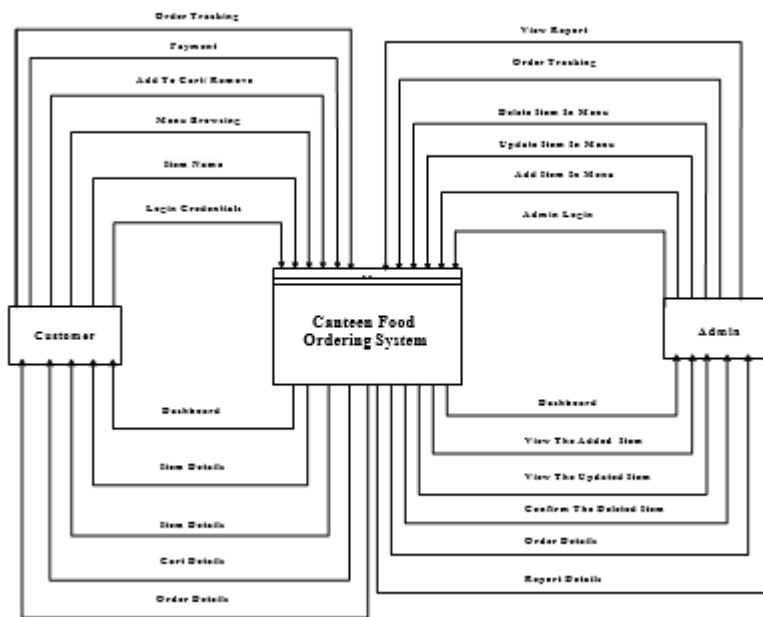 Order Tracking
Payment
Add To Cart/ Remove
Menu Browsing
Item Name
Login Credentials
View Report
Order Tracking
Delete Item In Menu
Update Item In Menu
Add Item In Menu
Admin Login
Customer
Canteen Food
Ordering System
Admin
Dashboard
Item Details
Item Details
Cart Details
Order Details
Dashboard
View The Added Item
View The Updated Item
Confirm The Deleted Item
Order Details
Report Details